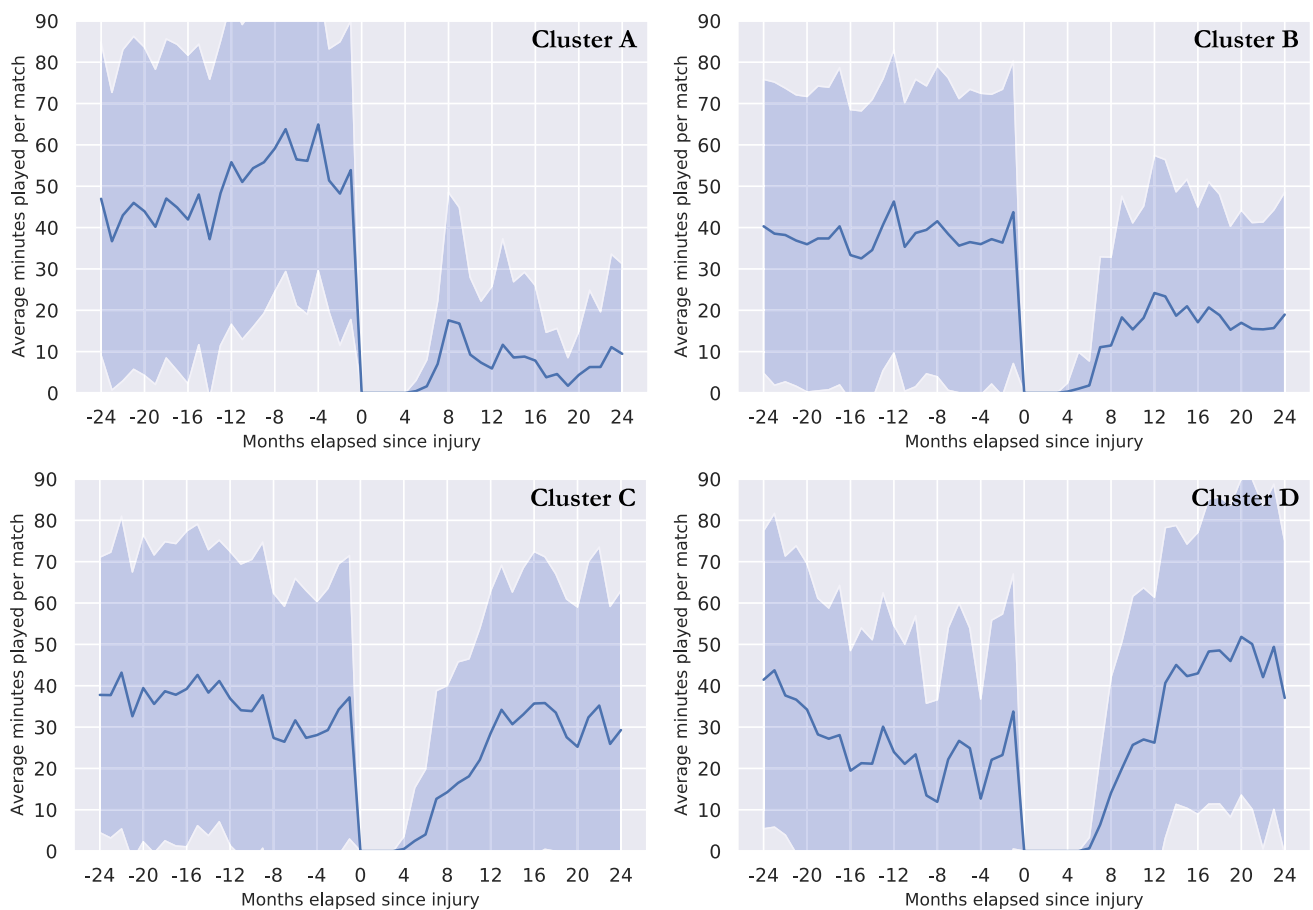 Cluster A
Average minutes played per match
90
80
70
60
50
40
30
20
10
0
-24 -20 -16 -12 -8 -4 0 4 8 12 16 20 24
Months elapsed since injury
Cluster B
Average minutes played per match
90
80
70
60
50
40
30
20
10
0
-24 -20 -16 -12 -8 -4 0 4 8 12 16 20 24
Months elapsed since injury
Cluster C
Average minutes played per match
90
80
70
60
50
40
30
20
10
0
-24 -20 -16 -12 -8 -4 0 4 8 12 16 20 24
Months elapsed since injury
Cluster D
Average minutes played per match
90
80
70
60
50
40
30
20
10
0
-24 -20 -16 -12 -8 -4 0 4 8 12 16 20 24
Months elapsed since injury